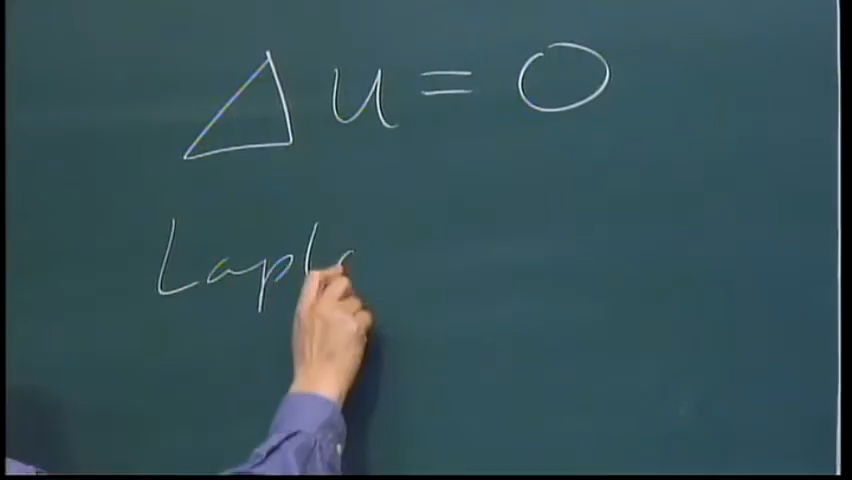 Δu = 0
Lapl